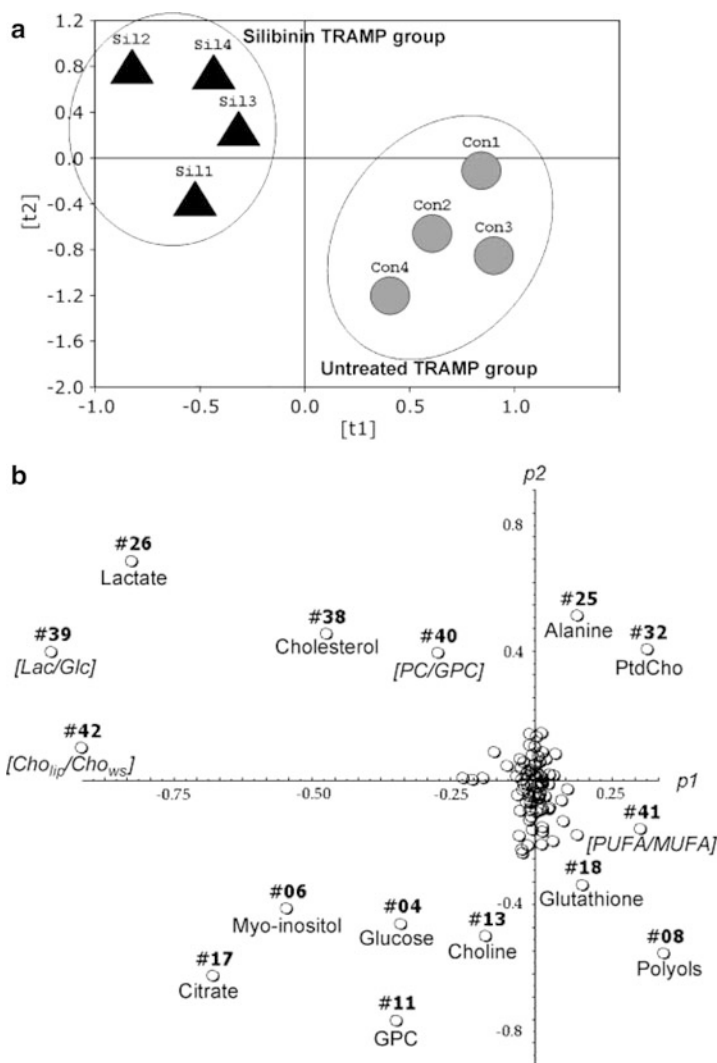 a
1.2
0.8
0.4
0.0
-0.4
-0.8
-1.2
-1.6
-2.0
[t2]
Silibinin TRAMP group
Sil2
Sil4
Sil3
Sil1
Con1
Con2
Con3
Con4
Untreated TRAMP group
-1.0
-0.5
0.0
0.5
1.0
[t1]
b
p2
0.8
#26
Lactate
#25
Alanine
#38
Cholesterol
#39
[Lac/Glc]
#40
[PC/GPC]
0.4
#32
PtdCho
#42
[Cholip/Chows]
-0.75
-0.50
-0.25
0.25
p1
#41
[PUFA/MUFA]
#18
Glutathione
-0.4
#06
Myo-inositol
#04
Glucose
#13
Choline
#08
Polyols
#17
Citrate
#11
GPC
-0.8